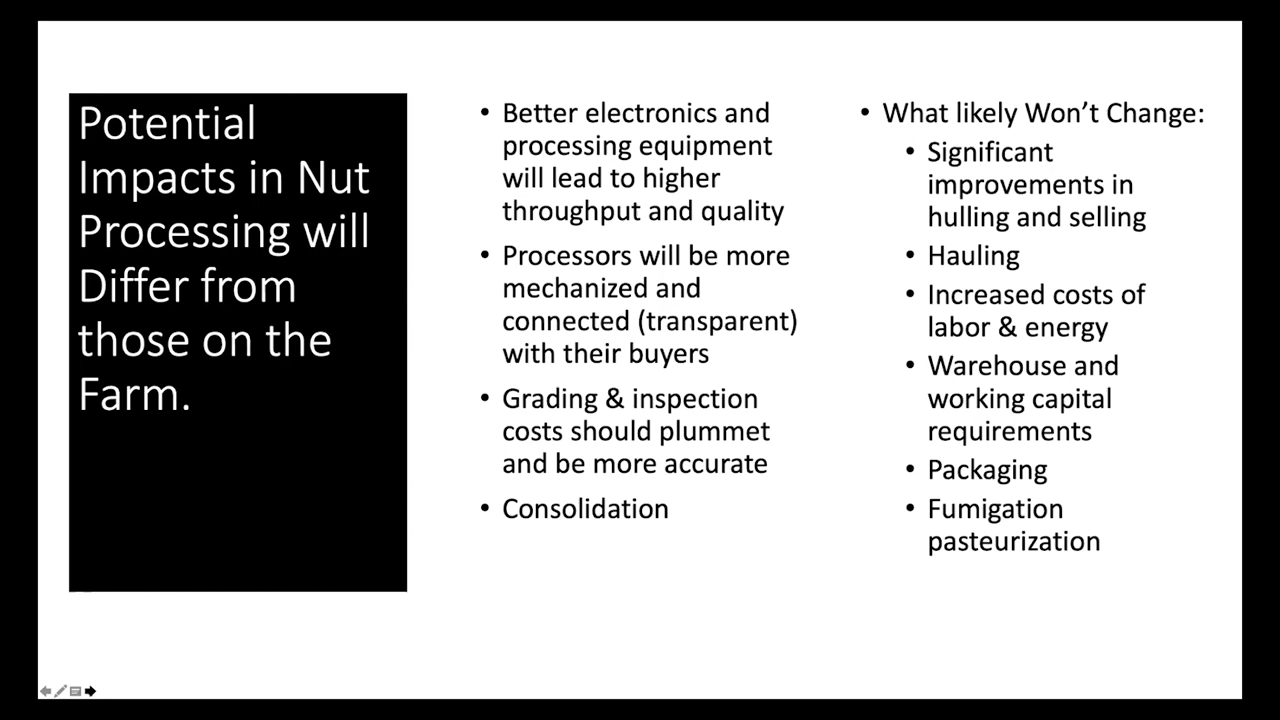 Potential
Impacts in Nut
Processing will
Differ from
those on the
Farm.
• Better electronics and
processing equipment
will lead to higher
throughput and quality
• Processors will be more
mechanized and
connected (transparent)
with their buyers
• Grading & inspection
costs should plummet
and be more accurate
• Consolidation
• What likely Won’t Change:
• Significant
improvements in
hulling and selling
• Hauling
• Increased costs of
labor & energy
• Warehouse and
working capital
requirements
• Packaging
• Fumigation
pasteurization